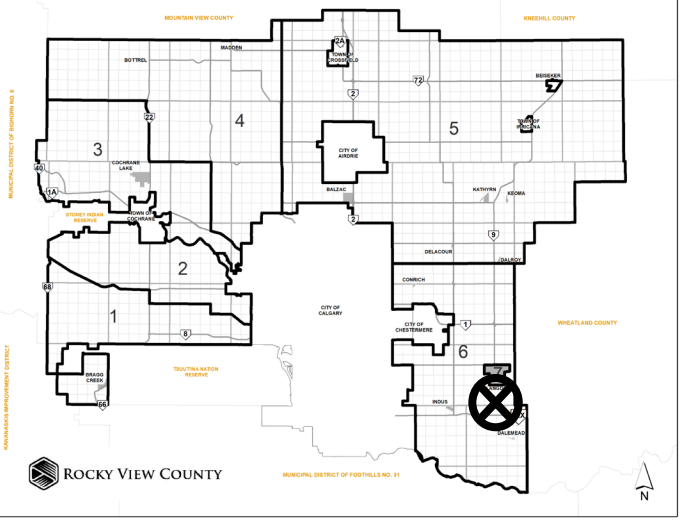 MOUNTAIN VIEW COUNTY
KNEEHILL COUNTY
MADDEN
2A
TOWN OF
CROSSFIELD
BOTTREL
72
BEISEKER
2
MUNICIPAL DISTRICT OF BIGHORN NO. 8
22
4
5
TOWN OF
IRRICANA
3
CITY OF
AIRDRIE
COCHRANE
LAKE
40
1A
BALZAC
KATHYRN
KEOMA
STONEY INDIAN
RESERVE
TOWN OF
COCHRANE
2
9
DELACOUR
DALROY
2
CONRICH
68
CITY OF
CALGARY
1
WHEATLAND COUNTY
CITY OF
CHESTERMERE
1
8
6
TSUUTINA NATION
RESERVE
7
BRAGG
CREEK
KANANASKIS IMPROVEMENT DISTRICT
INDUS
66
DALEMEAD
ROCKY VIEW COUNTY
MUNICIPAL DISTRICT OF FOOTHILLS NO. 31
N